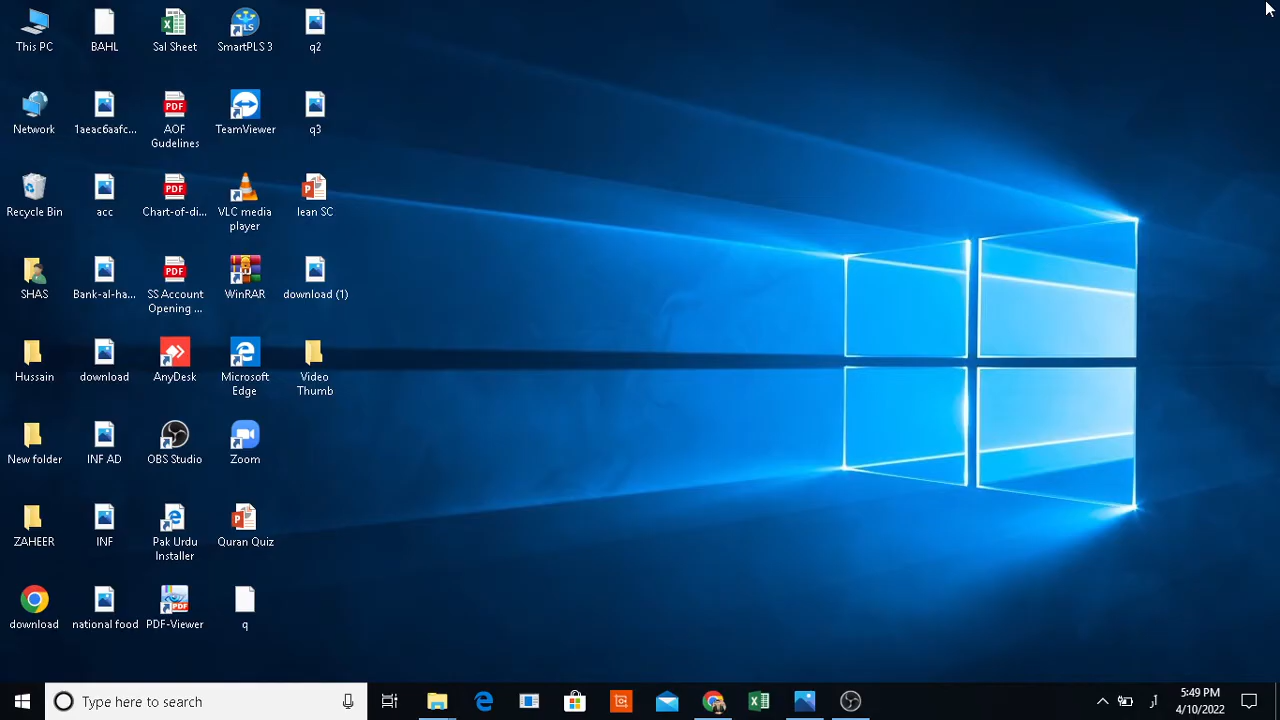 This PC
BAHL
Sal Sheet
SmartPLS 3
q2
Network
1aeac6aafc...
AOF
Gudelines
TeamViewer
q3
Recycle Bin
acc
Chart-of-di...
VLC media
player
lean SC
SHAS
Bank-al-ha...
SS Account
Opening ...
WinRAR
download (1)
Hussain
download
AnyDesk
Microsoft
Edge
Video
Thumb
New folder
INF AD
OBS Studio
Zoom
ZAHEER
INF
Pak Urdu
Installer
Quran Quiz
download
national food
PDF-Viewer
q
Type here to search
5:49 PM
4/10/2022